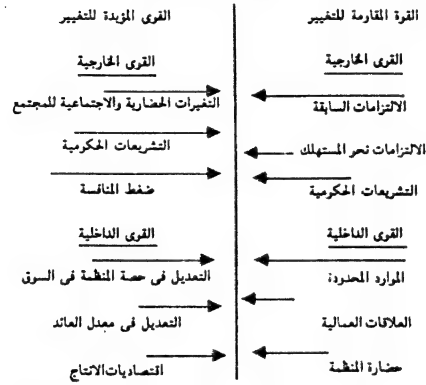 القوة المقاومة للتغيير
القوى المؤيدة للتغيير
القوى الخارجية
القوى الخارجية
الالتزامات السابقة
التغيرات الحضارية والاجتماعية للمجتمع
الالتزامات نحر المستهلك
التشريعات الحكومية
التشريعات الحكومية
ضغط المنافسة
القوى الداخلية
القوى الداخلية
الموارد المحدودة
التعديل فى حصة المنظمة فى السوق
العلاقات العمالية
التعديل فى معدل العائد
حضارة المنظمة
اقتصاديات الانتاج